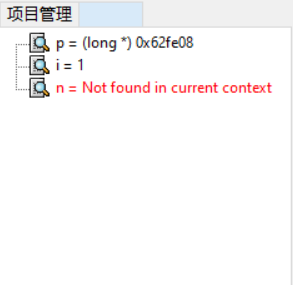 项目管理
p = (long *) 0x62fe08
i = 1
n = Not found in current context